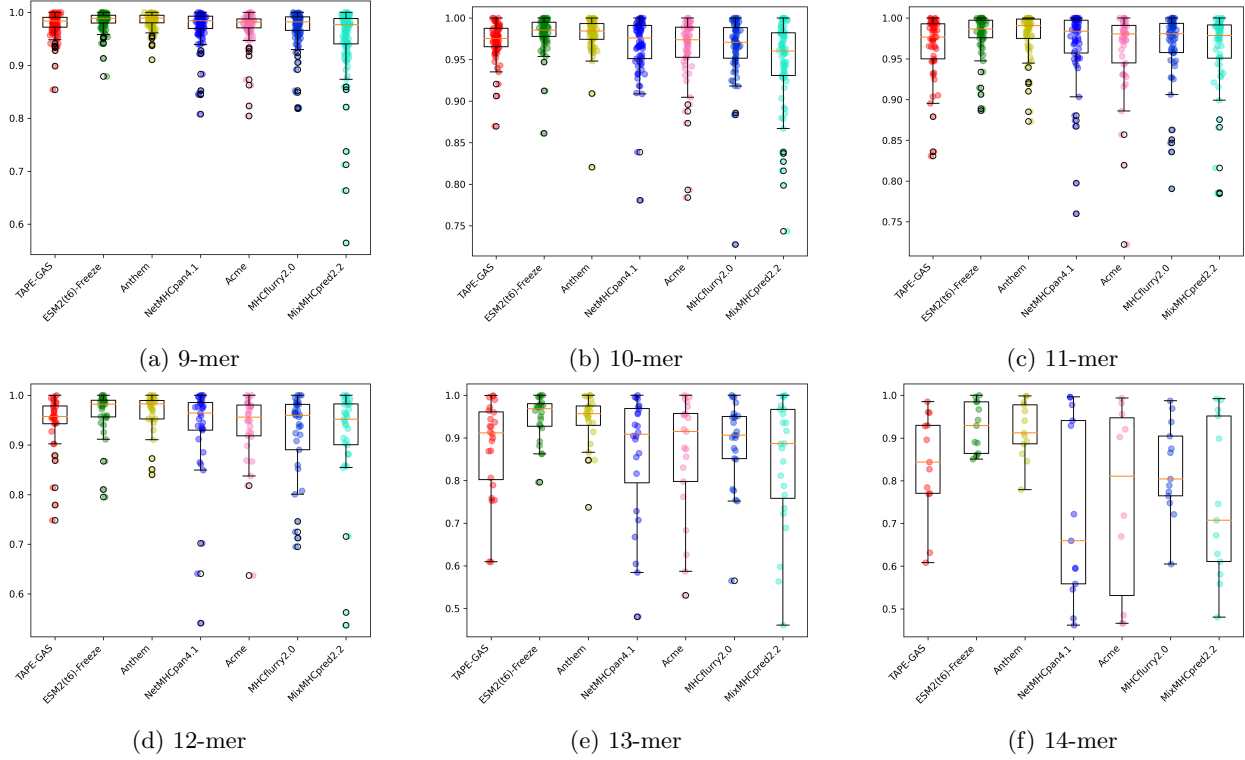 1.0
0.9
0.8
0.7
0.6
TAPE-GAS
ESM2(t6)-Freeze
Anthem
NetMHCpan4.1
Acme
MHCflurry2.0
MixMHCpred2.2
(a) 9-mer
1.00
0.95
0.90
0.85
0.80
0.75
TAPE-GAS
ESM2(t6)-Freeze
Anthem
NetMHCpan4.1
Acme
MHCflurry2.0
MixMHCpred2.2
(b) 10-mer
1.00
0.95
0.90
0.85
0.80
0.75
TAPE-GAS
ESM2(t6)-Freeze
Anthem
NetMHCpan4.1
Acme
MHCflurry2.0
MixMHCpred2.2
(c) 11-mer
1.0
0.9
0.8
0.7
0.6
TAPE-GAS
ESM2(t6)-Freeze
Anthem
NetMHCpan4.1
Acme
MHCflurry2.0
MixMHCpred2.2
(d) 12-mer
1.0
0.9
0.8
0.7
0.6
0.5
TAPE-GAS
ESM2(t6)-Freeze
Anthem
NetMHCpan4.1
Acme
MHCflurry2.0
MixMHCpred2.2
(e) 13-mer
1.0
0.9
0.8
0.7
0.6
0.5
TAPE-GAS
ESM2(t6)-Freeze
Anthem
NetMHCpan4.1
Acme
MHCflurry2.0
MixMHCpred2.2
(f) 14-mer